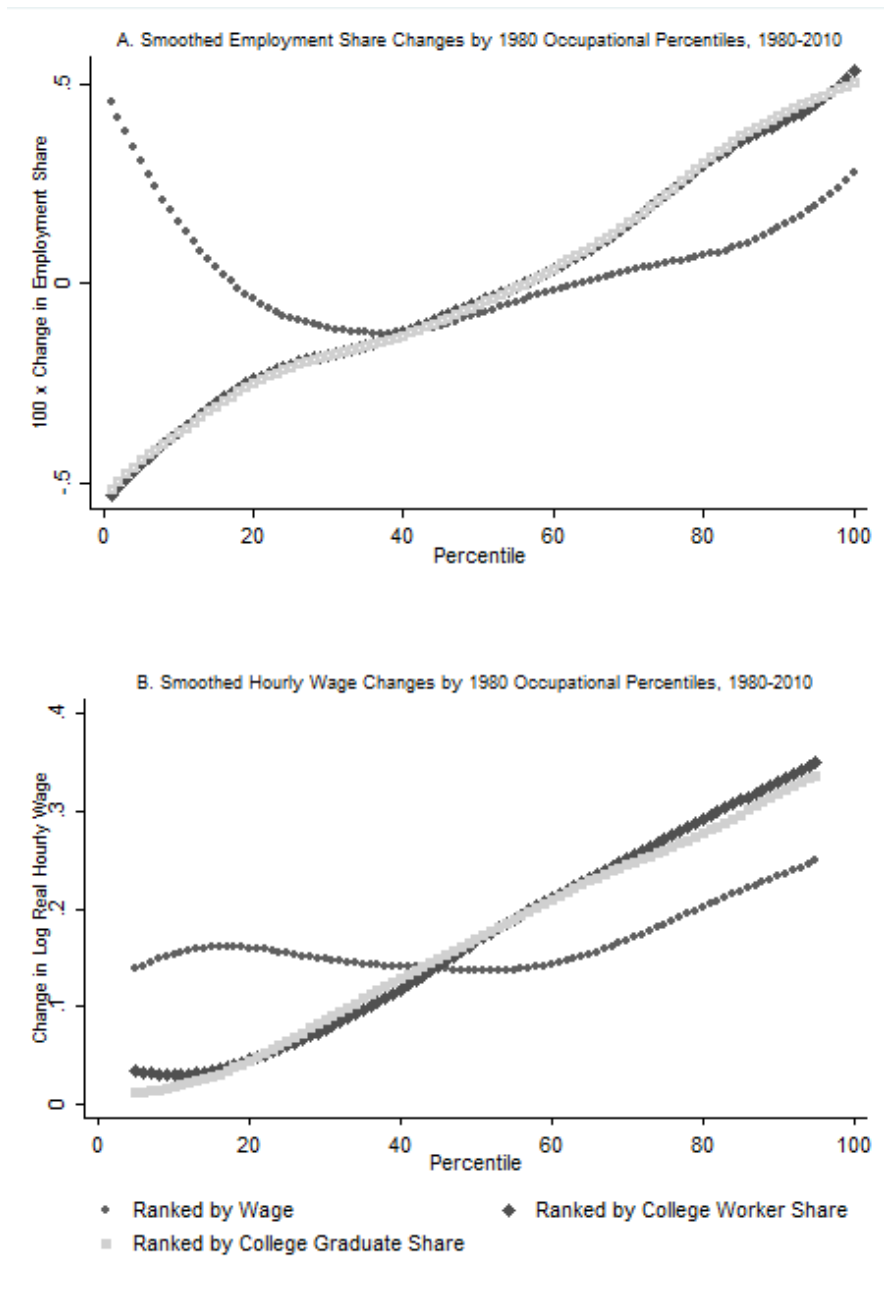 A. Smoothed Employment Share Changes by 1980 Occupational Percentiles, 1980-2010
100 x Change in Employment Share
.5
0
-.5
0 20 40 60 80 100
Percentile
B. Smoothed Hourly Wage Changes by 1980 Occupational Percentiles, 1980-2010
Change in Log Real Hourly Wage
.4
.3
.2
.1
0
0 20 40 60 80 100
Percentile
Ranked by Wage Ranked by College Worker Share
Ranked by College Graduate Share